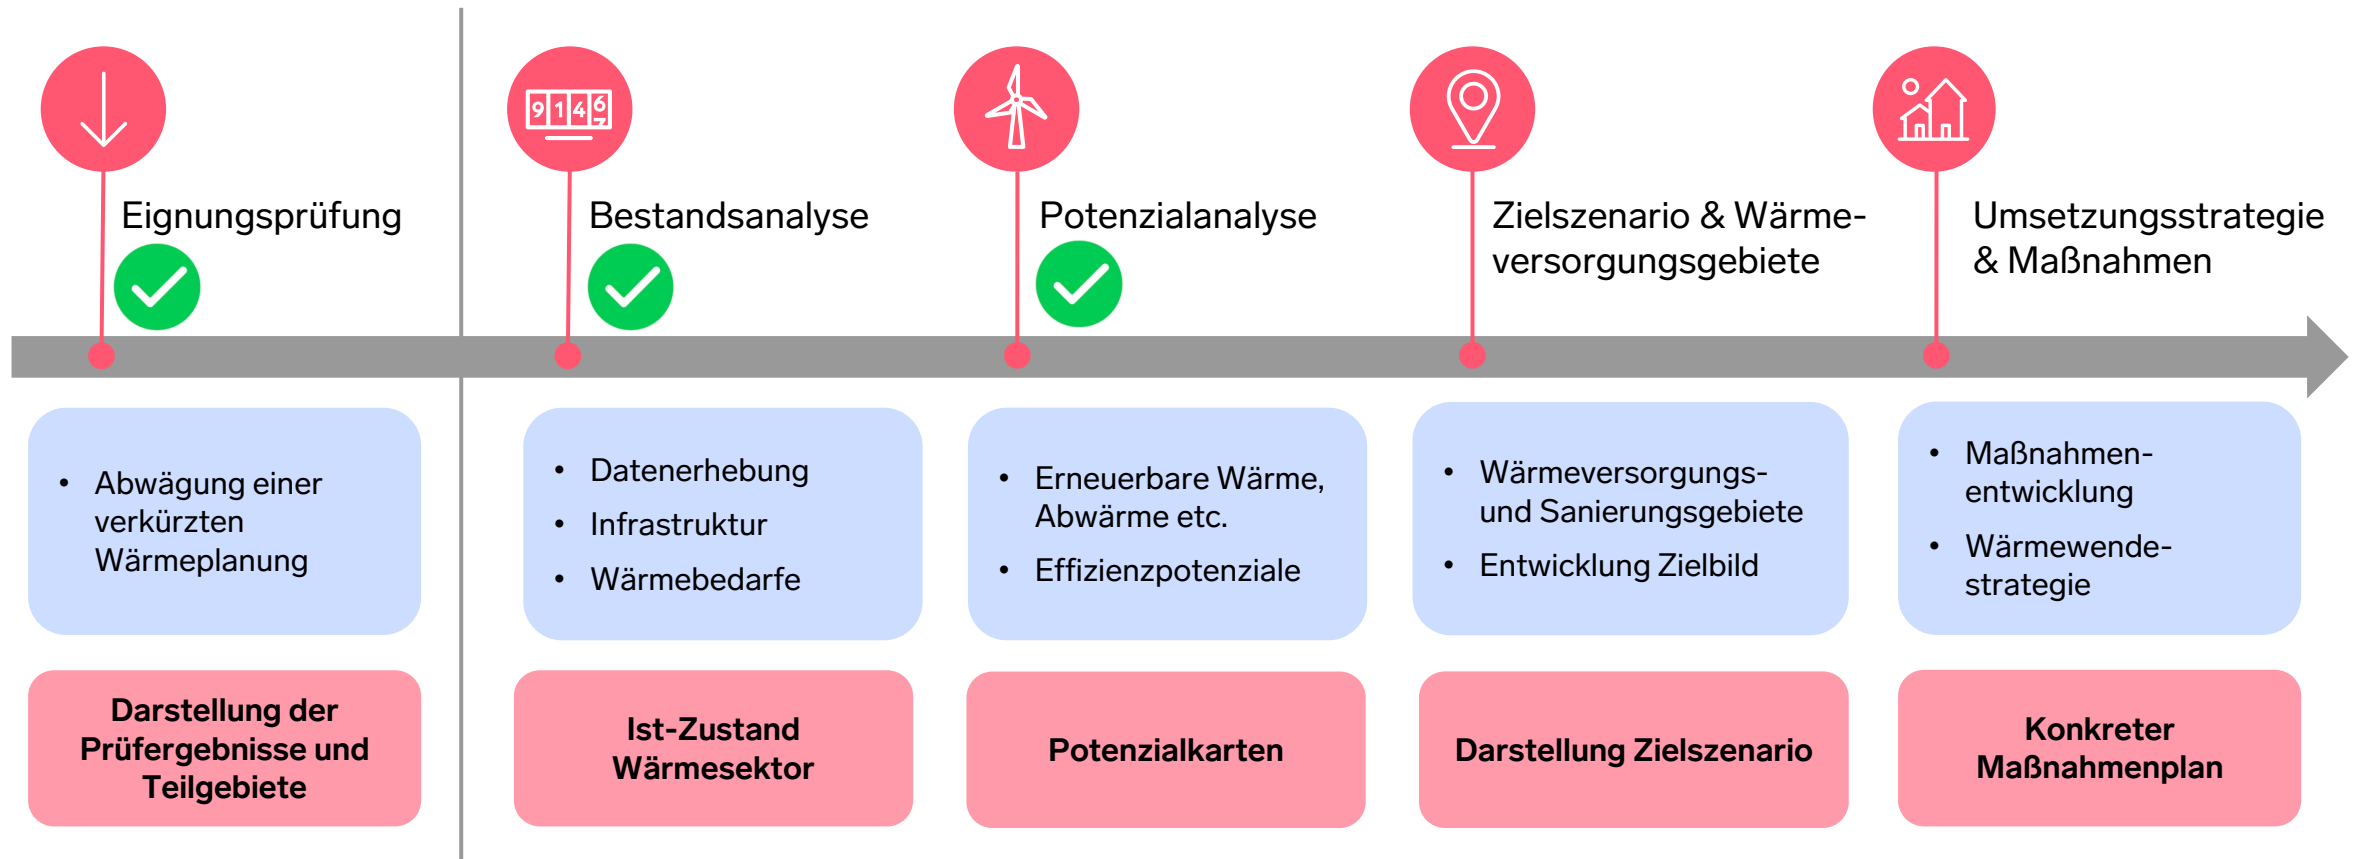 9146
7
Eignungsprüfung
Bestandsanalyse
Potenzialanalyse
Zielszenario & Wärme-
versorgungsgebiete
Umsetzungsstrategie
& Maßnahmen
• Abwägung einer
verkürzten
Wärmeplanung
• Datenerhebung
• Infrastruktur
• Wärmebedarfe
• Erneuerbare Wärme,
Abwärme etc.
• Effizienzpotenziale
• Wärmeversorgungs-
und Sanierungsgebiete
• Entwicklung Zielbild
• Maßnahmen-
entwicklung
• Wärmewende-
strategie
Darstellung der
Prüfergebnisse und
Teilgebiete
Ist-Zustand
Wärmesektor
Potenzialkarten
Darstellung Zielszenario
Konkreter
Maßnahmenplan